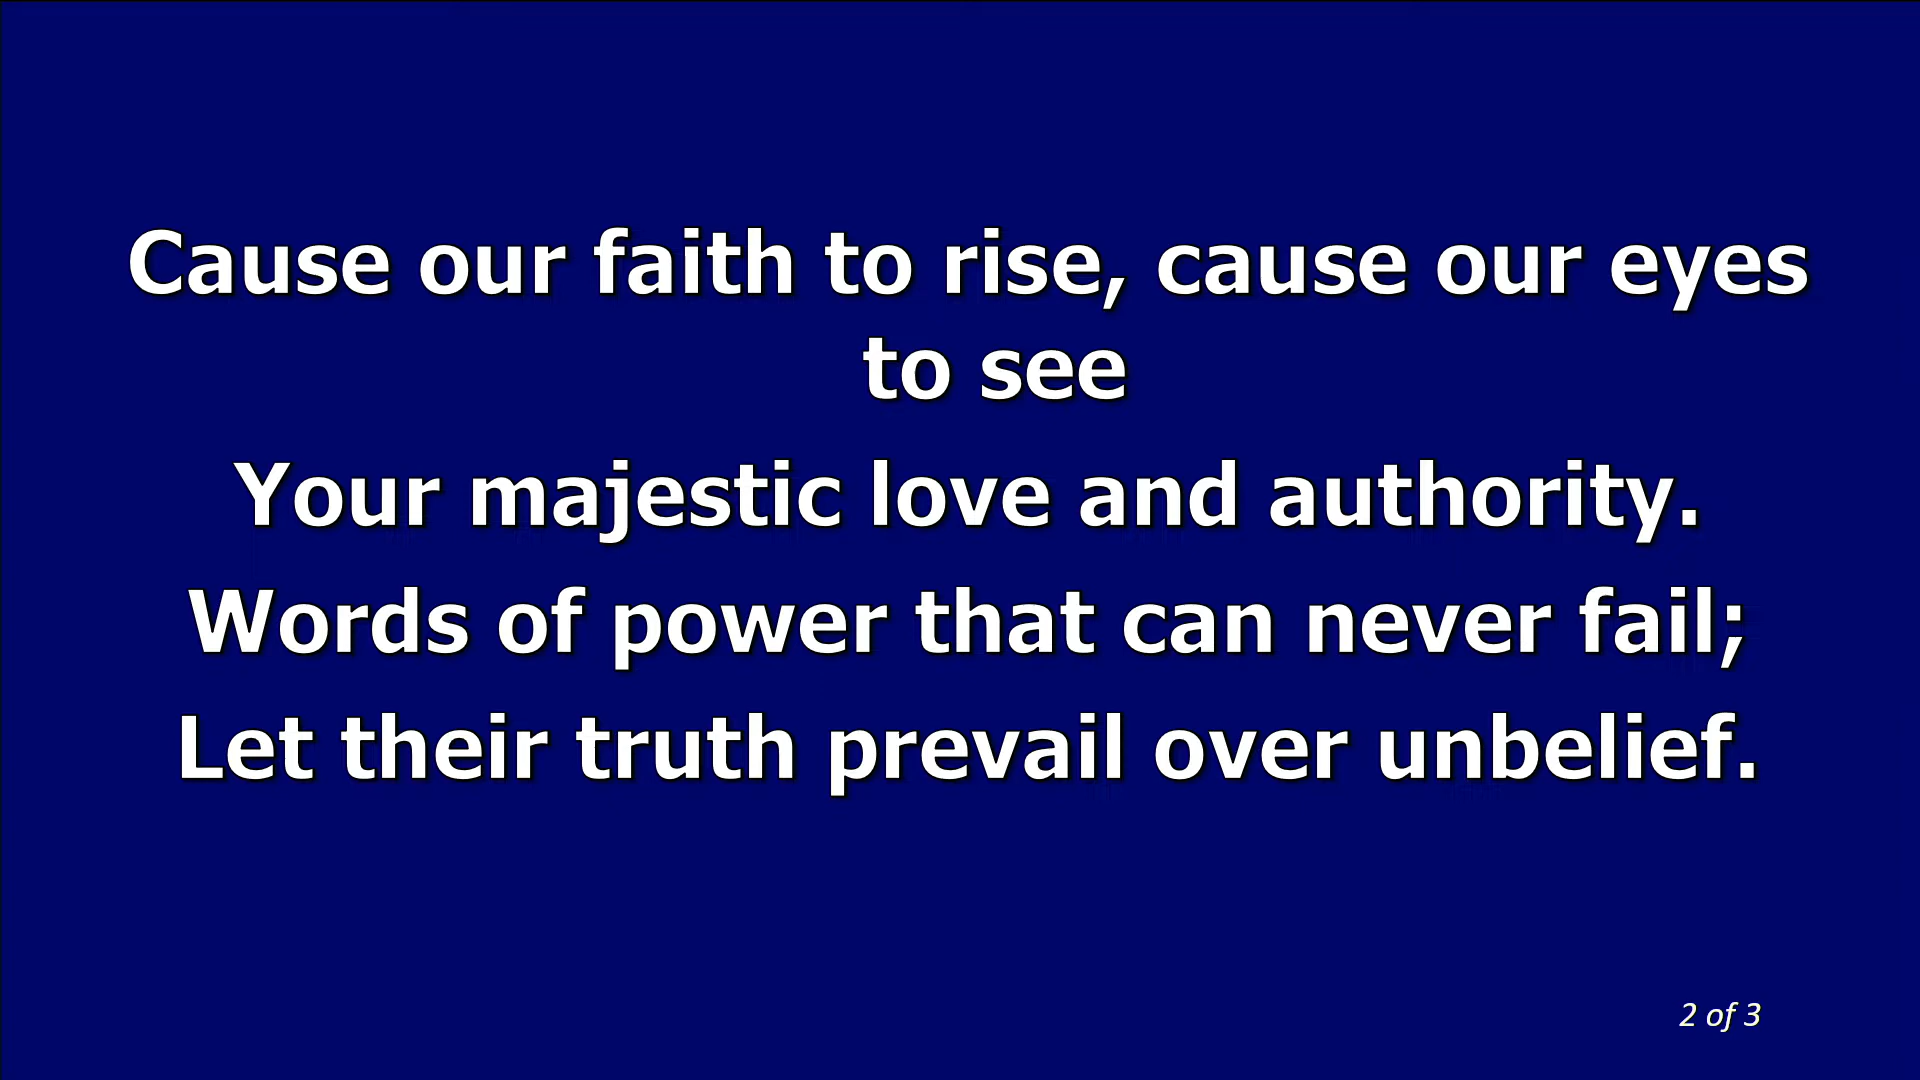 Cause our faith to rise, cause our eyes
to see
Your majestic love and authority.
Words of power that can never fail;
Let their truth prevail over unbelief.
2 of 3